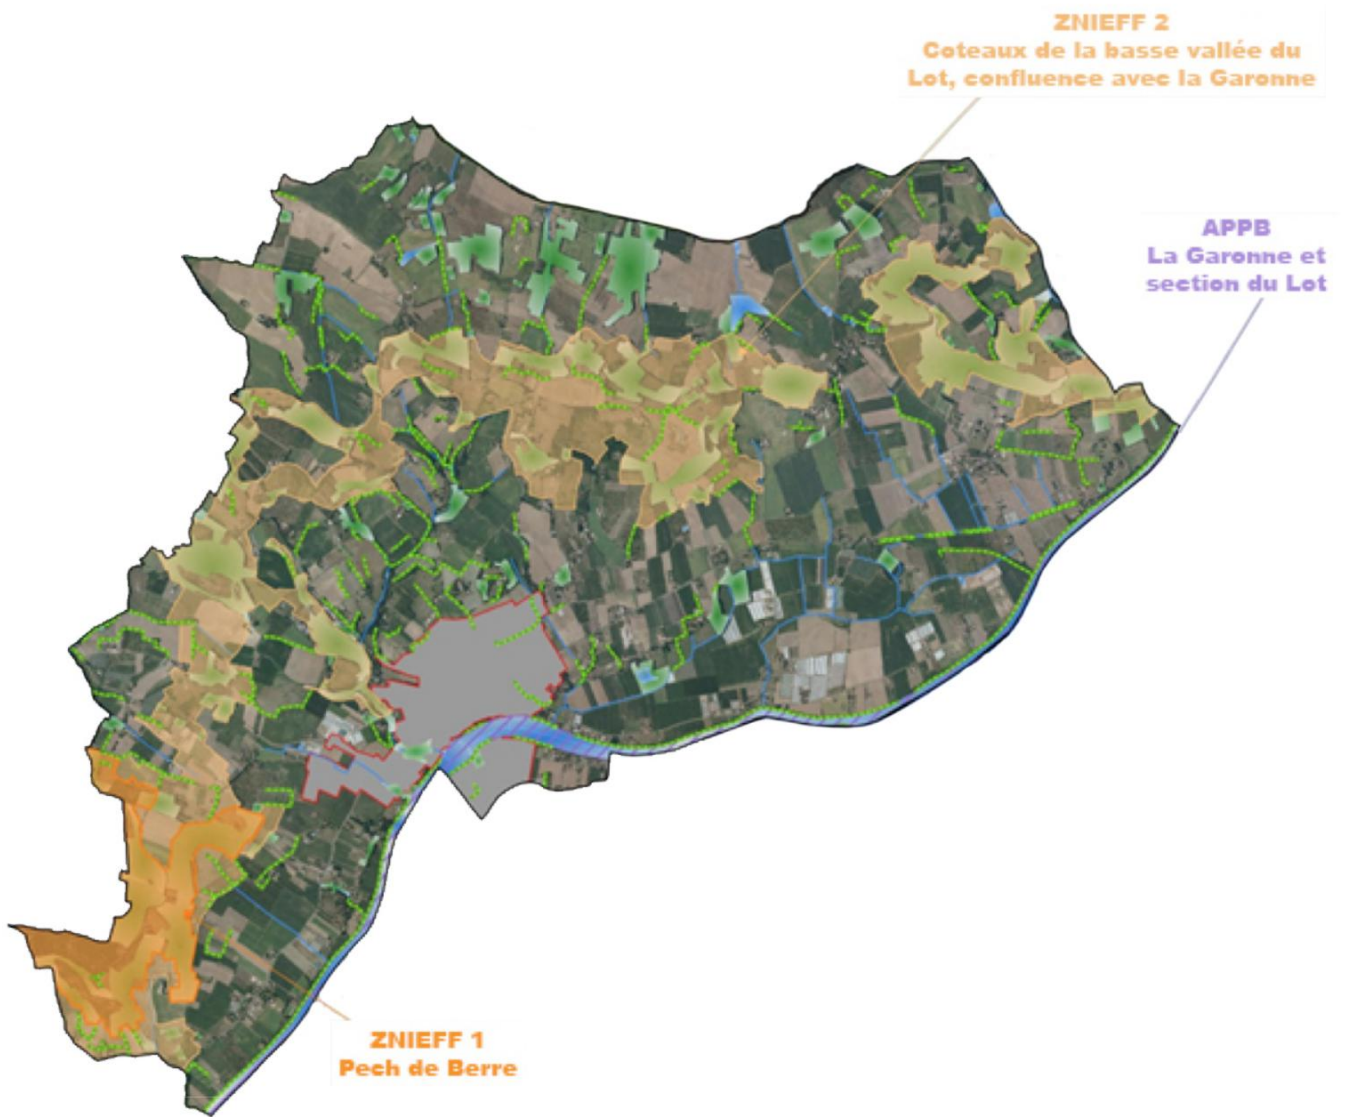 ZNIEFF 2
Coteaux de la basse vallée du
Lot, confluence avec la Garonne
APPB
La Garonne et
section du Lot
ZNIEFF 1
Pech de Berre